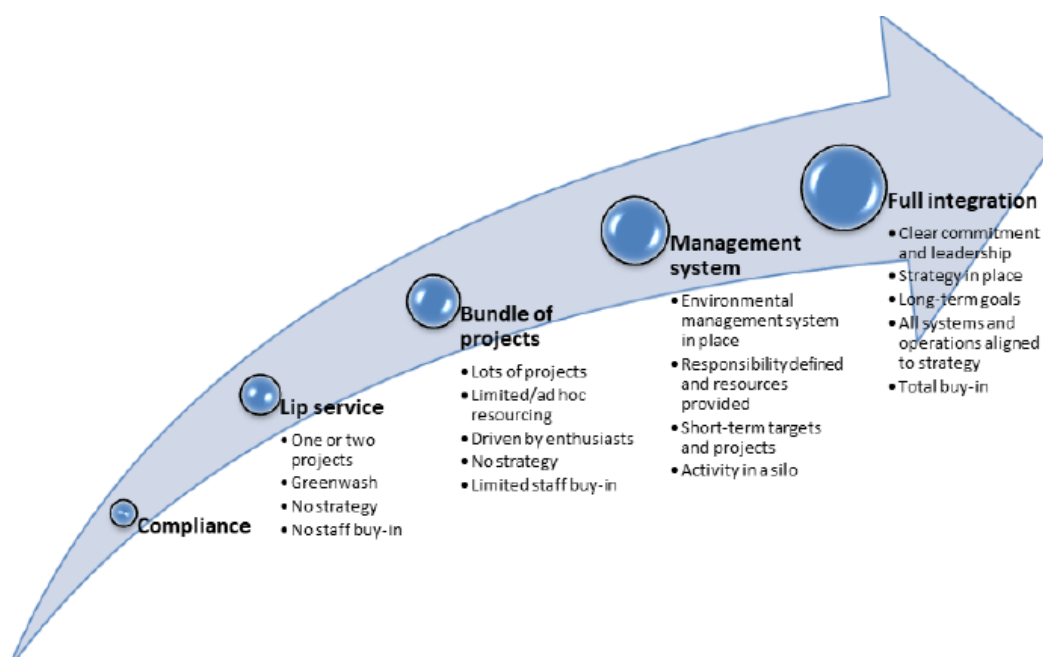 Compliance
Lip service
• One or two
projects
• Greenwash
• No strategy
• No staff buy-in
Bundle of
projects
• Lots of projects
• Limited/ad hoc
resourcing
• Driven by enthusiasts
• No strategy
• Limited staff buy-in
Management
system
• Environmental
management system
in place
• Responsibility defined
and resources
provided
• Short-term targets
and projects
• Activity in a silo
Full integration
• Clear commitment
and leadership
• Strategy in place
• Long-term goals
• All systems and
operations aligned
to strategy
• Total buy-in